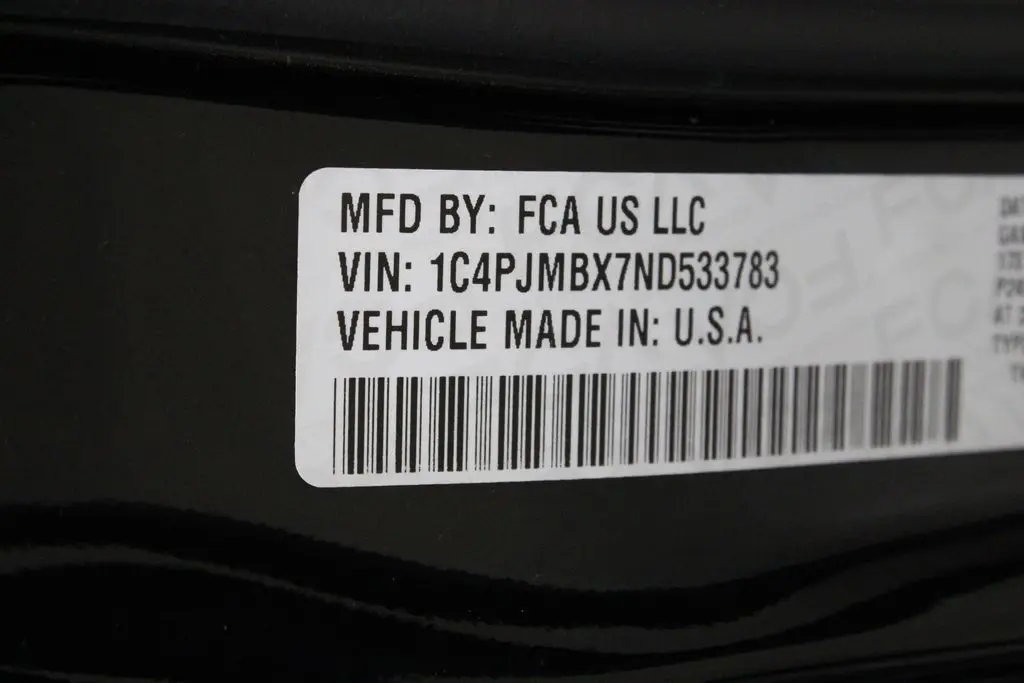 MFD BY: FCA US LLC
VIN: 1C4PJMBX7ND533783
VEHICLE MADE IN: U.S.A.